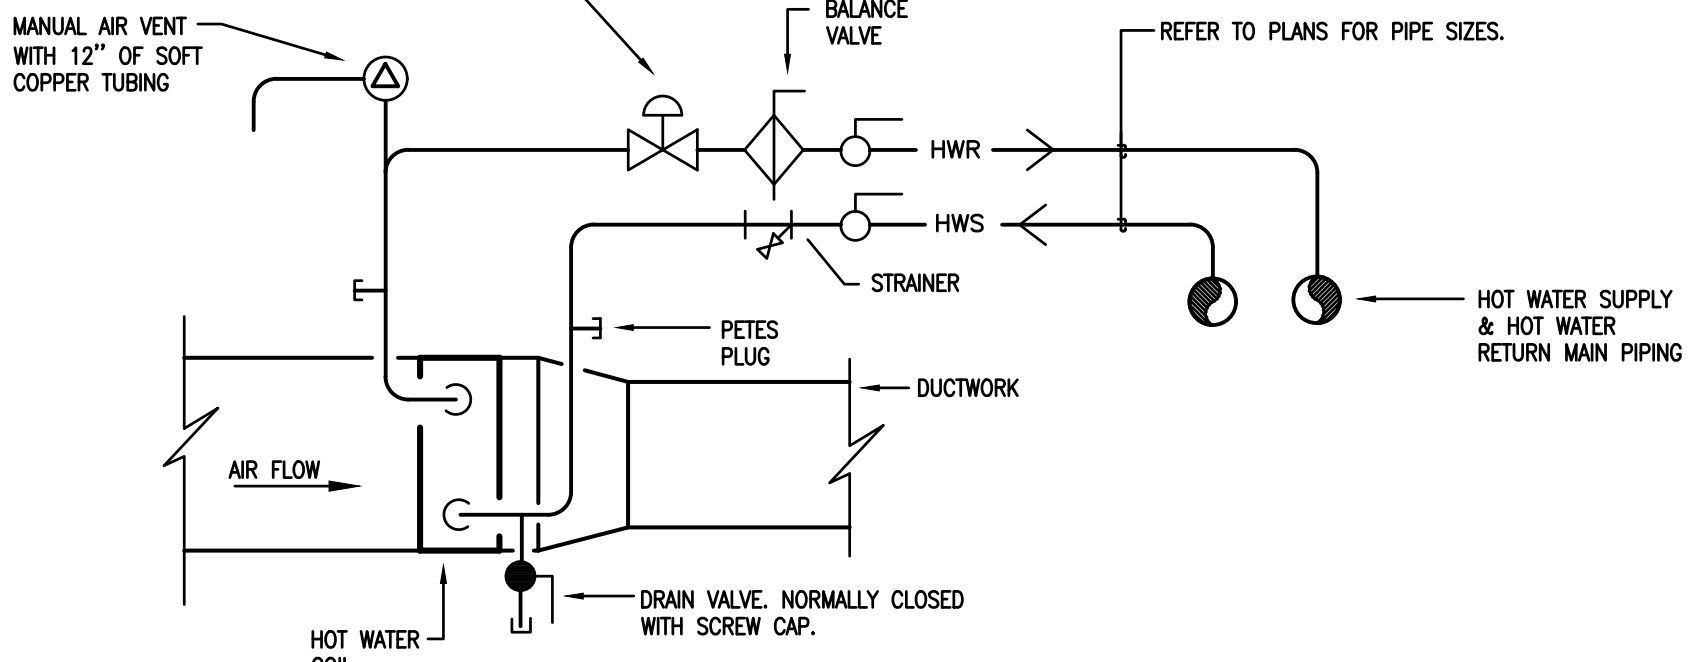 MANUAL AIR VENT
WITH 12" OF SOFT
COPPER TUBING
BALANCE
VALVE
REFER TO PLANS FOR PIPE SIZES.
HWR
HWS
STRAINER
PETES
PLUG
HOT WATER SUPPLY
& HOT WATER
RETURN MAIN PIPING
DUCTWORK
AIR FLOW
DRAIN VALVE. NORMALLY CLOSED
WITH SCREW CAP.
HOT WATER